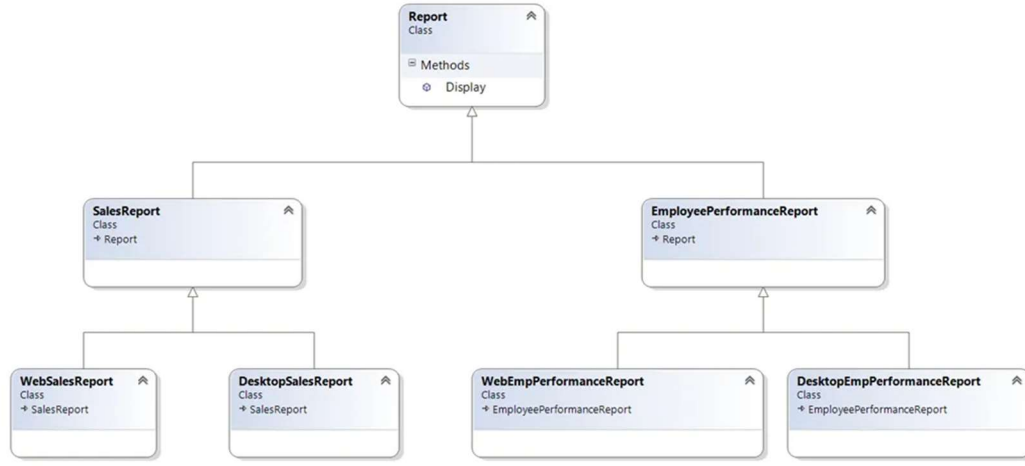 Report
Class
Methods
Display
SalesReport
Class
Report
EmployeePerformanceReport
Class
Report
WebSalesReport
Class
SalesReport
DesktopSalesReport
Class
SalesReport
WebEmpPerformanceReport
Class
EmployeePerformanceReport
DesktopEmpPerformanceReport
Class
EmployeePerformanceReport